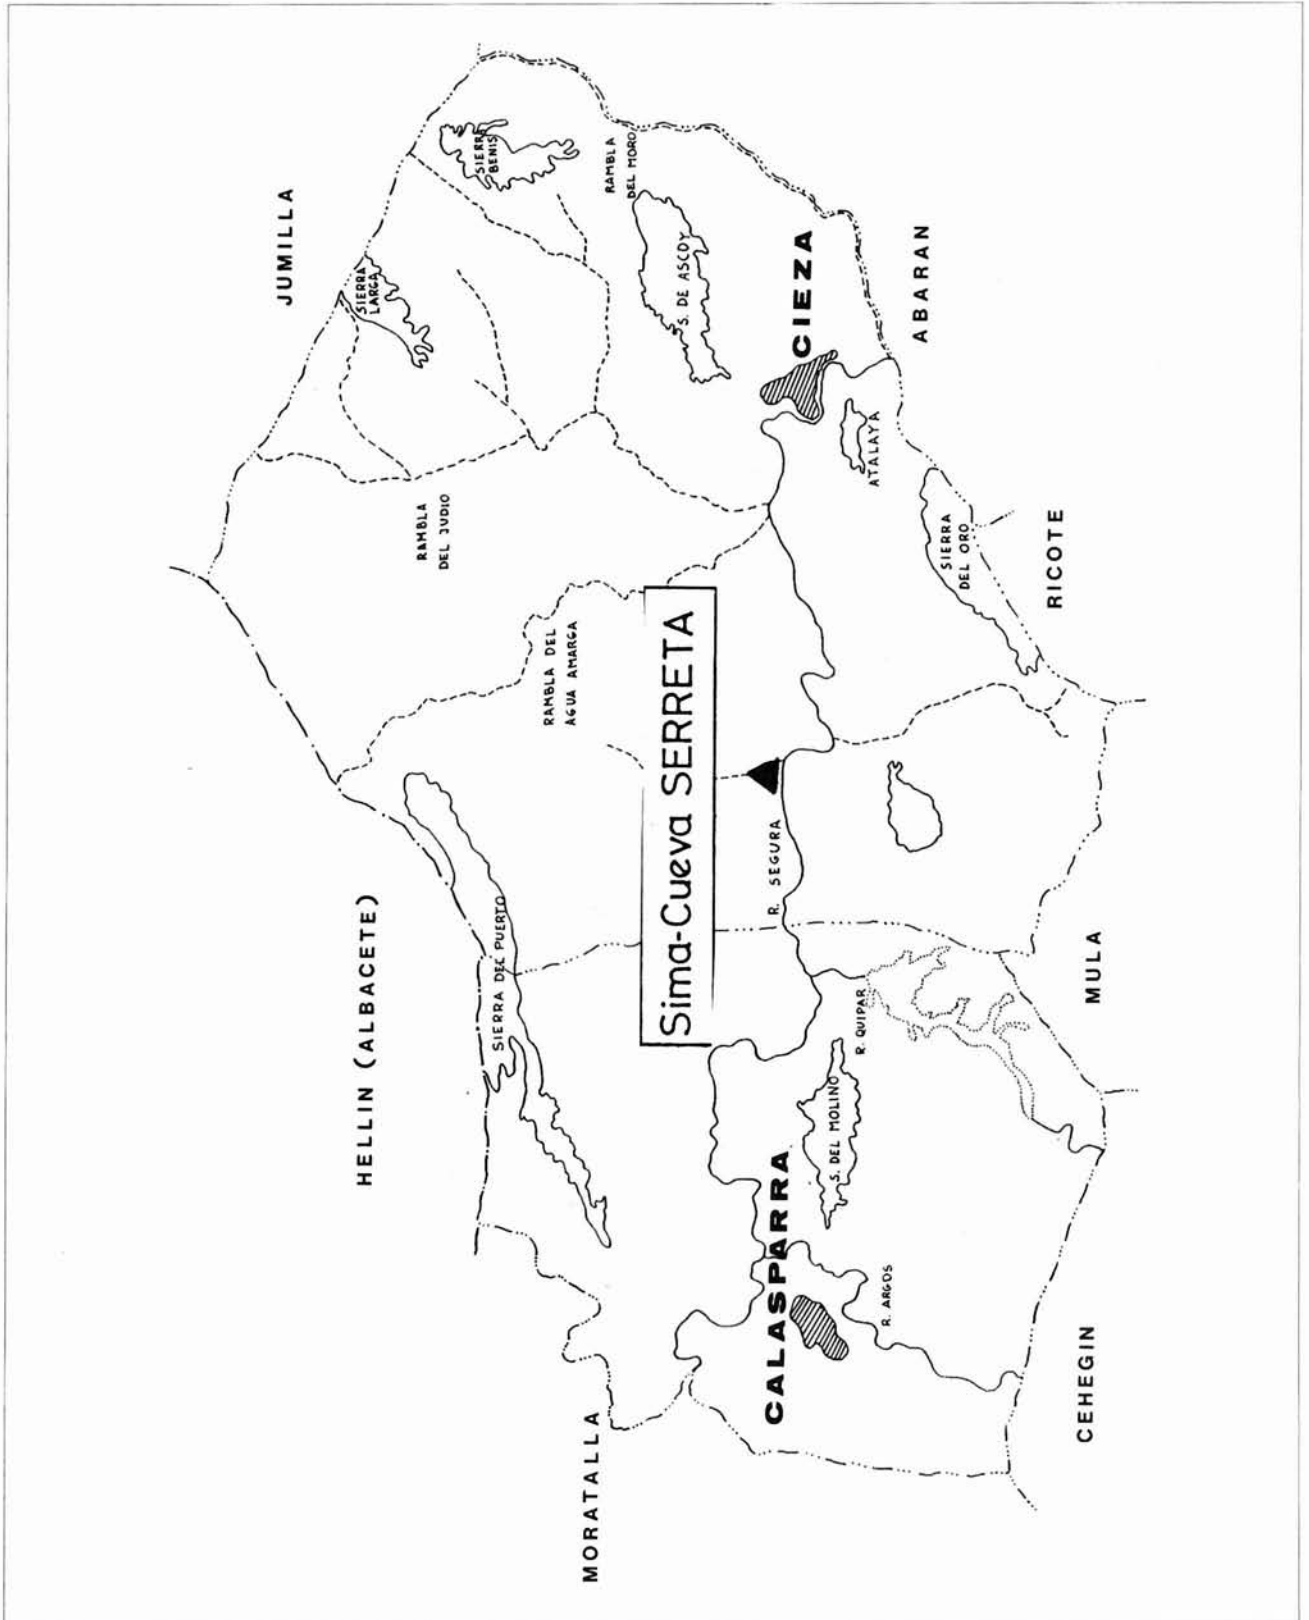 JUMILLA
SIERRA
BENIS
SIERRA
LARGA
RAMBLA
DEL MORO
S. DE ASCOY
CIEZA
ABARAN
HELLIN (ALBACETE)
RAMBLA
DEL JUDIO
RAMBLA DEL
AGUA AMARGA
ATALAYA
SIERRA
DEL ORO
RICOTE
SIERRA DEL PUERTO
Sima-Cueva SERRETA
R. SEGURA
MORATALLA
CALASPARRA
S. DEL MOLINO
R. QUIPAR
R. ARGOS
MULA
CEHEGIN